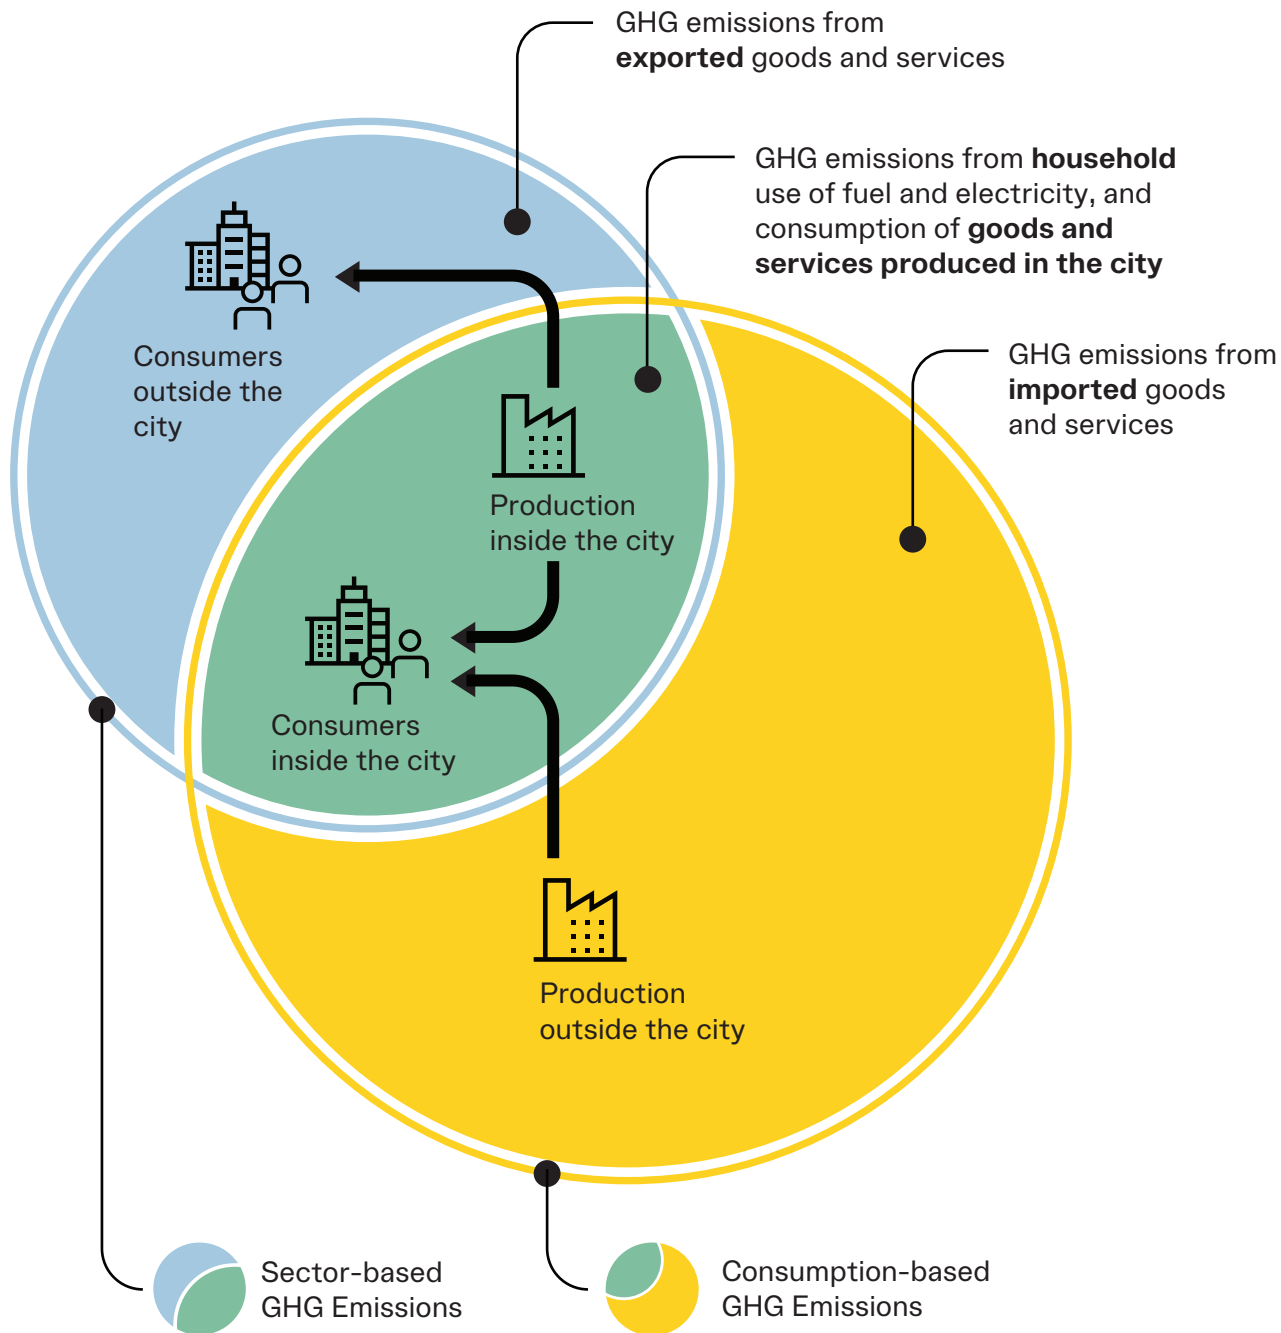 GHG emissions from
exported goods and services
GHG emissions from household
use of fuel and electricity, and
consumption of goods and
services produced in the city
GHG emissions from
imported goods
and services
Consumers
outside the
city
Production
inside the city
Consumers
inside the city
Production
outside the city
Sector-based
GHG Emissions
Consumption-based
GHG Emissions